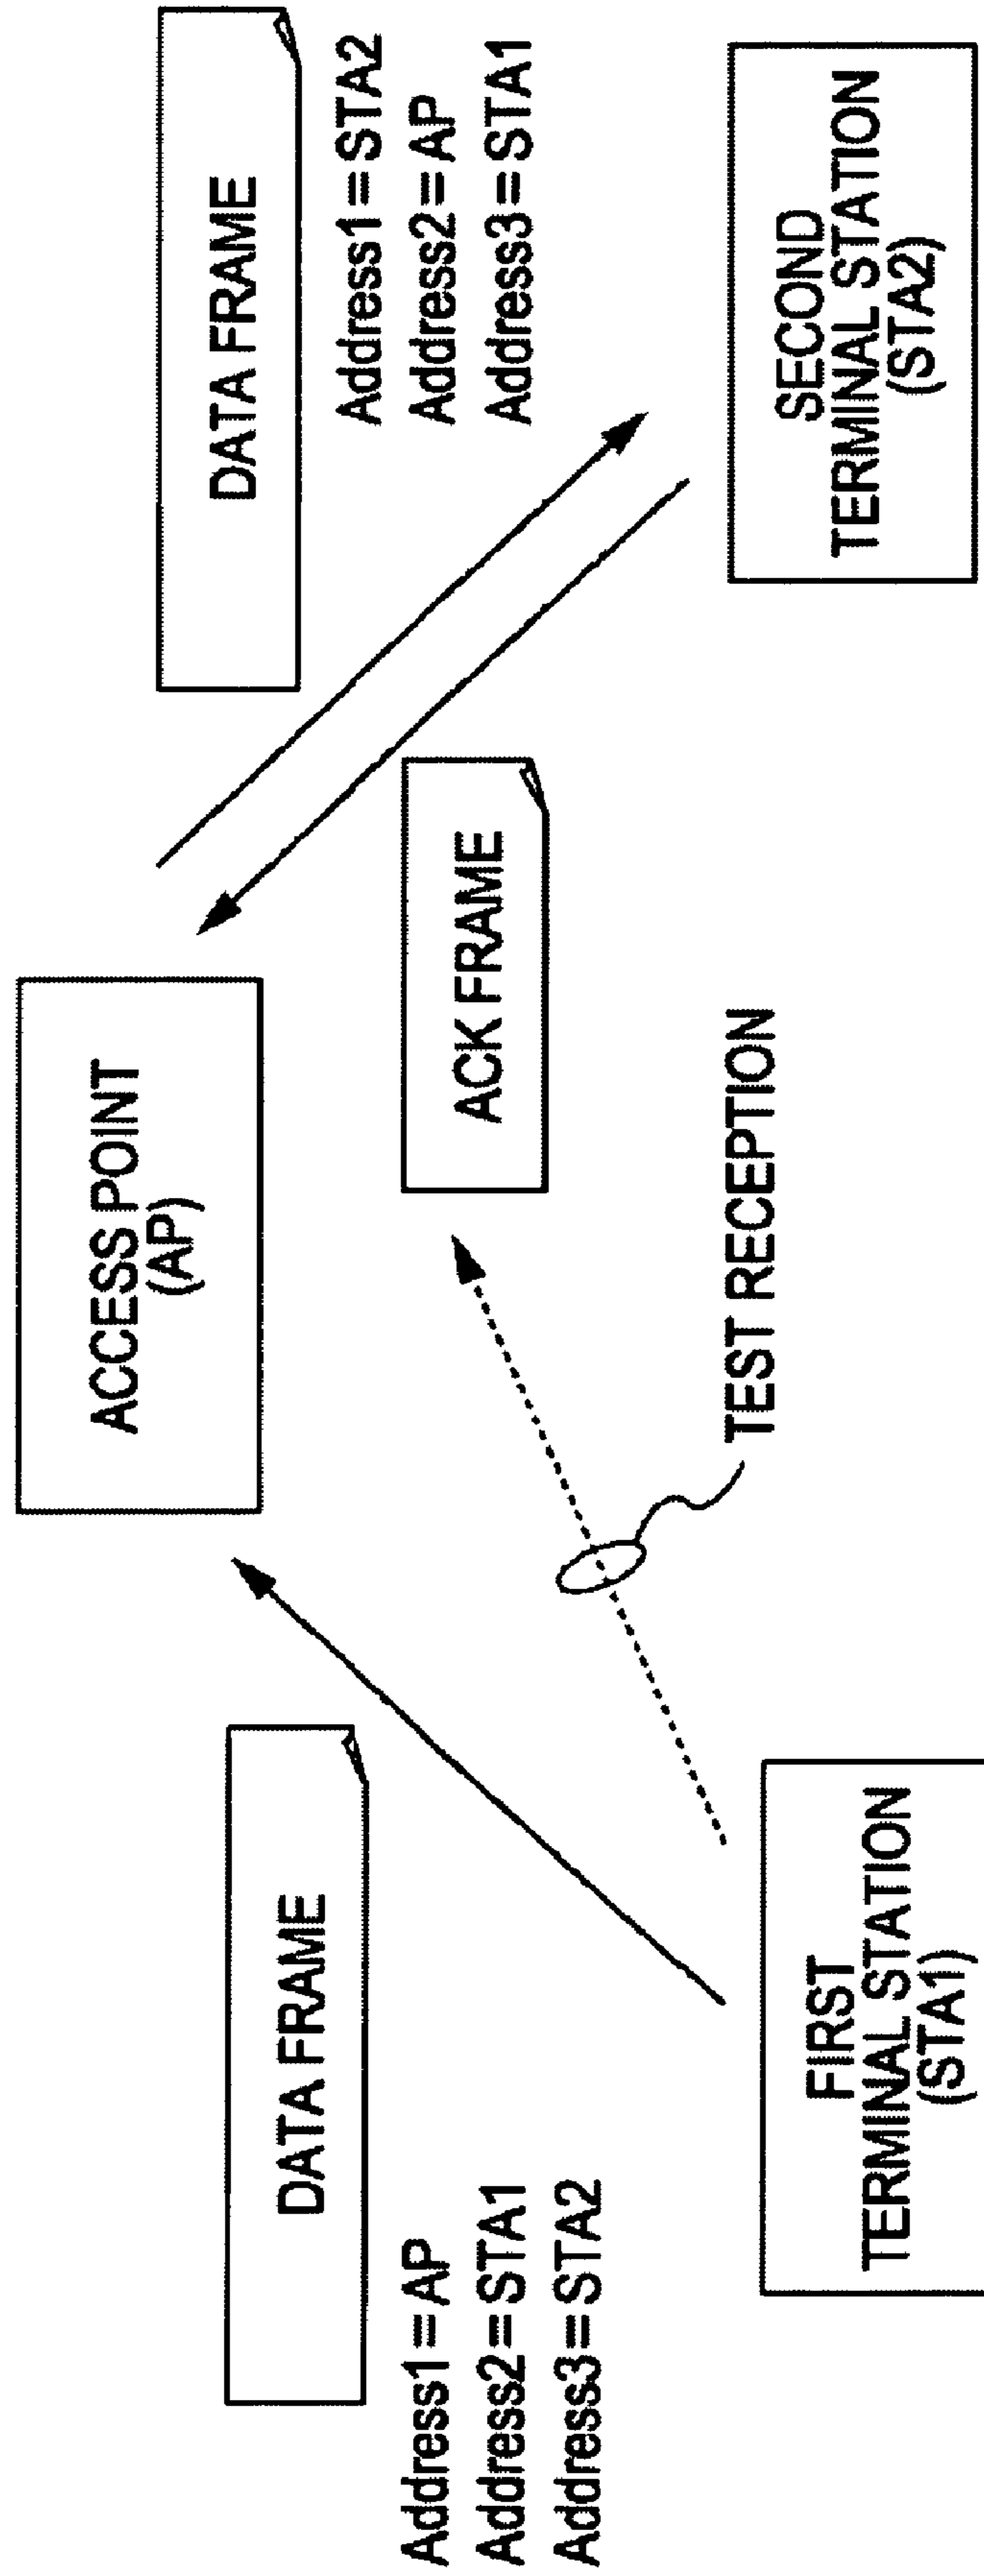 ACCESS POINT
(AP)
DATA FRAME
Address1=STA2
Address2=AP
Address3=STA1
DATA FRAME
Address1=AP
Address2=STA1
Address3=STA2
ACK FRAME
TEST RECEPTION
FIRST
TERMINAL STATION
(STA1)
SECOND
TERMINAL STATION
(STA2)